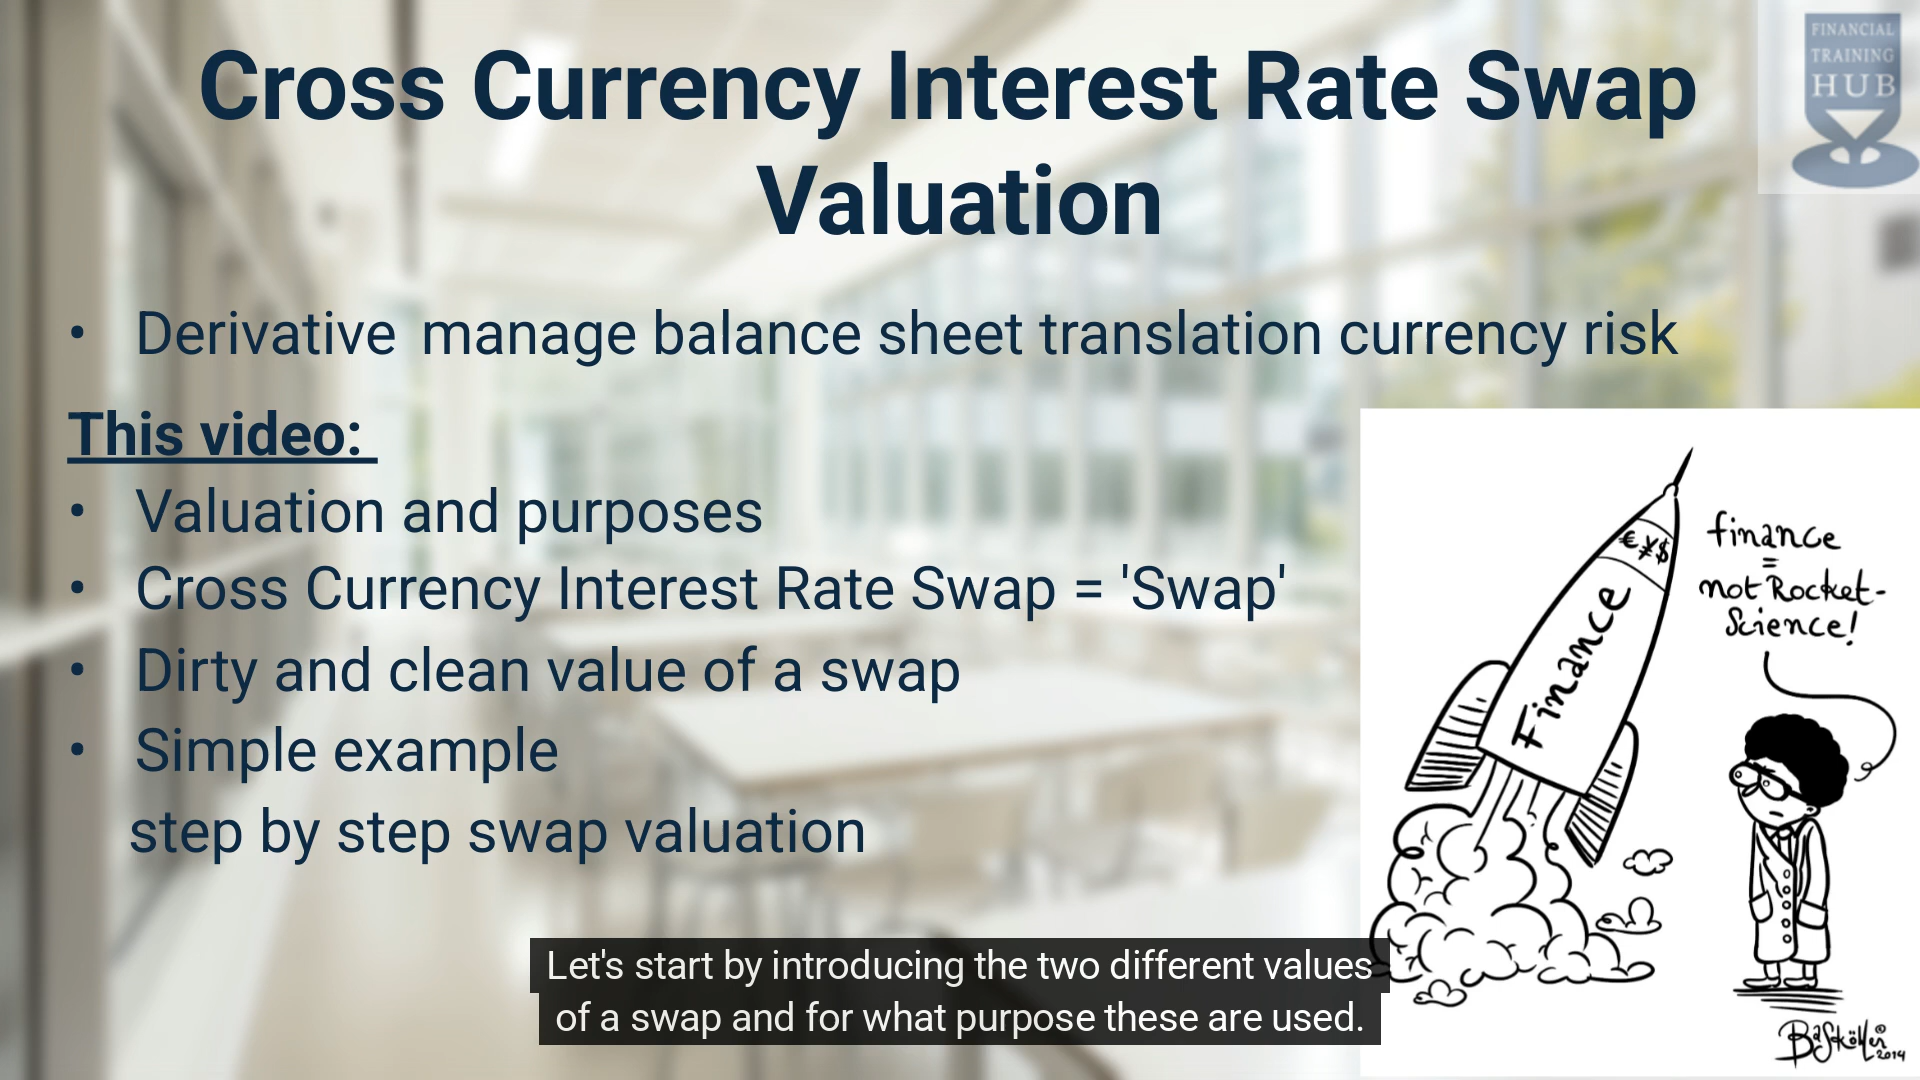 Cross Currency Interest Rate Swap
Valuation
FINANCIAL
TRAINING
HUB
• Derivative manage balance sheet translation currency risk
This video:
• Valuation and purposes
• Cross Currency Interest Rate Swap = 'Swap'
• Dirty and clean value of a swap
• Simple example
step by step swap valuation
€¥$
Finance
finance
=
not Rocket-
Science!
Let's start by introducing the two different values
of a swap and for what purpose these are used.
2014